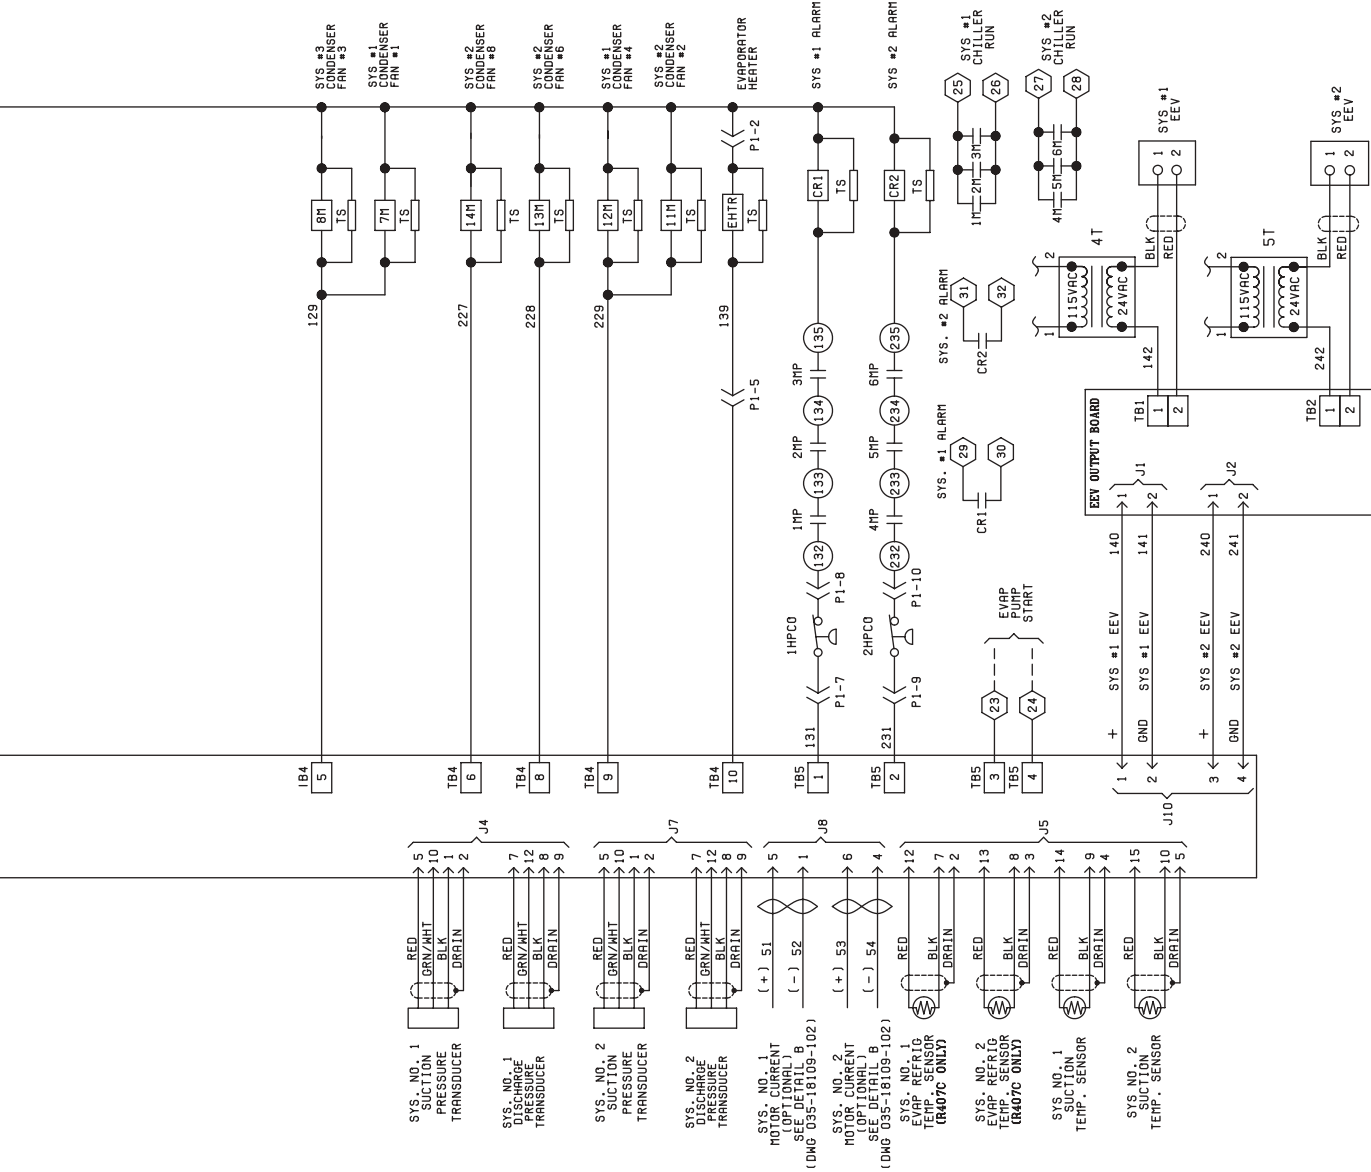 SYS #3
CONDENSER
FAN #3
SYS #1
CONDENSER
FAN #1
SYS #2
CONDENSER
FAN #8
SYS #2
CONDENSER
FAN #6
SYS #1
CONDENSER
FAN #4
SYS #2
CONDENSER
FAN #2
EVAPORATOR
HEATER
SYS #1 ALARM
SYS #2 ALARM
SYS #1
CHILLER
RUN
SYS #2
CHILLER
RUN
25
26
27
28
1M
2M
3M
4M
5M
6M
SYS #1
EEV
1
2
SYS #2
EEV
1
2
P1-2
8M
TS
7M
TS
14M
TS
13M
TS
12M
TS
11M
TS
EHTR
TS
CR1
TS
CR2
TS
129
227
228
229
139
P1-5
135
3MP
134
2MP
133
1MP
132
P1-8
1HPCO
P1-7
131
235
6MP
234
5MP
233
4MP
232
P1-10
2HPCO
P1-9
231
SYS. #2 ALARM
31
32
CR2
SYS. #1 ALARM
29
30
CR1
4T
2
1
115VAC
24VAC
BLK
RED
142
5T
2
1
115VAC
24VAC
BLK
RED
242
TB1
1
2
TB2
1
2
EEV OUTPUT BOARD
J1
1
2
J2
1
2
140
141
240
241
SYS #1 EEV
SYS #1 EEV
SYS #2 EEV
SYS #2 EEV
+
GND
+
GND
EVAP
PUMP
START
23
24
TB4
5
TB4
6
TB4
8
TB4
9
TB4
10
TB5
1
TB5
2
TB5
3
TB5
4
1
2
3
4
J10
J4
5
10
1
2
7
12
8
9
J7
5
10
1
2
7
12
8
9
J8
5
1
6
4
J5
12
7
2
13
8
3
14
9
4
15
10
5
RED
GRN/WHT
BLK
DRAIN
RED
GRN/WHT
BLK
DRAIN
RED
GRN/WHT
BLK
DRAIN
RED
GRN/WHT
BLK
DRAIN
(+) 51
(-) 52
(+) 53
(-) 54
RED
BLK
DRAIN
RED
BLK
DRAIN
RED
BLK
DRAIN
RED
BLK
DRAIN
SYS. NO. 1
SUCTION
PRESSURE
TRANSDUCER
SYS. NO. 1
DISCHARGE
PRESSURE
TRANSDUCER
SYS. NO. 2
SUCTION
PRESSURE
TRANSDUCER
SYS. NO. 2
DISCHARGE
PRESSURE
TRANSDUCER
SYS. NO. 1
MOTOR CURRENT
(OPTIONAL)
SEE DETAIL B
(DWG 035-18109-102)
SYS. NO. 2
MOTOR CURRENT
(OPTIONAL)
SEE DETAIL B
(DWG 035-18109-102)
SYS. NO. 1
EVAP REFRIG
TEMP. SENSOR
(R407C ONLY)
SYS. NO. 2
EVAP REFRIG
TEMP. SENSOR
(R407C ONLY)
SYS NO. 1
SUCTION
TEMP. SENSOR
SYS NO. 2
SUCTION
TEMP. SENSOR